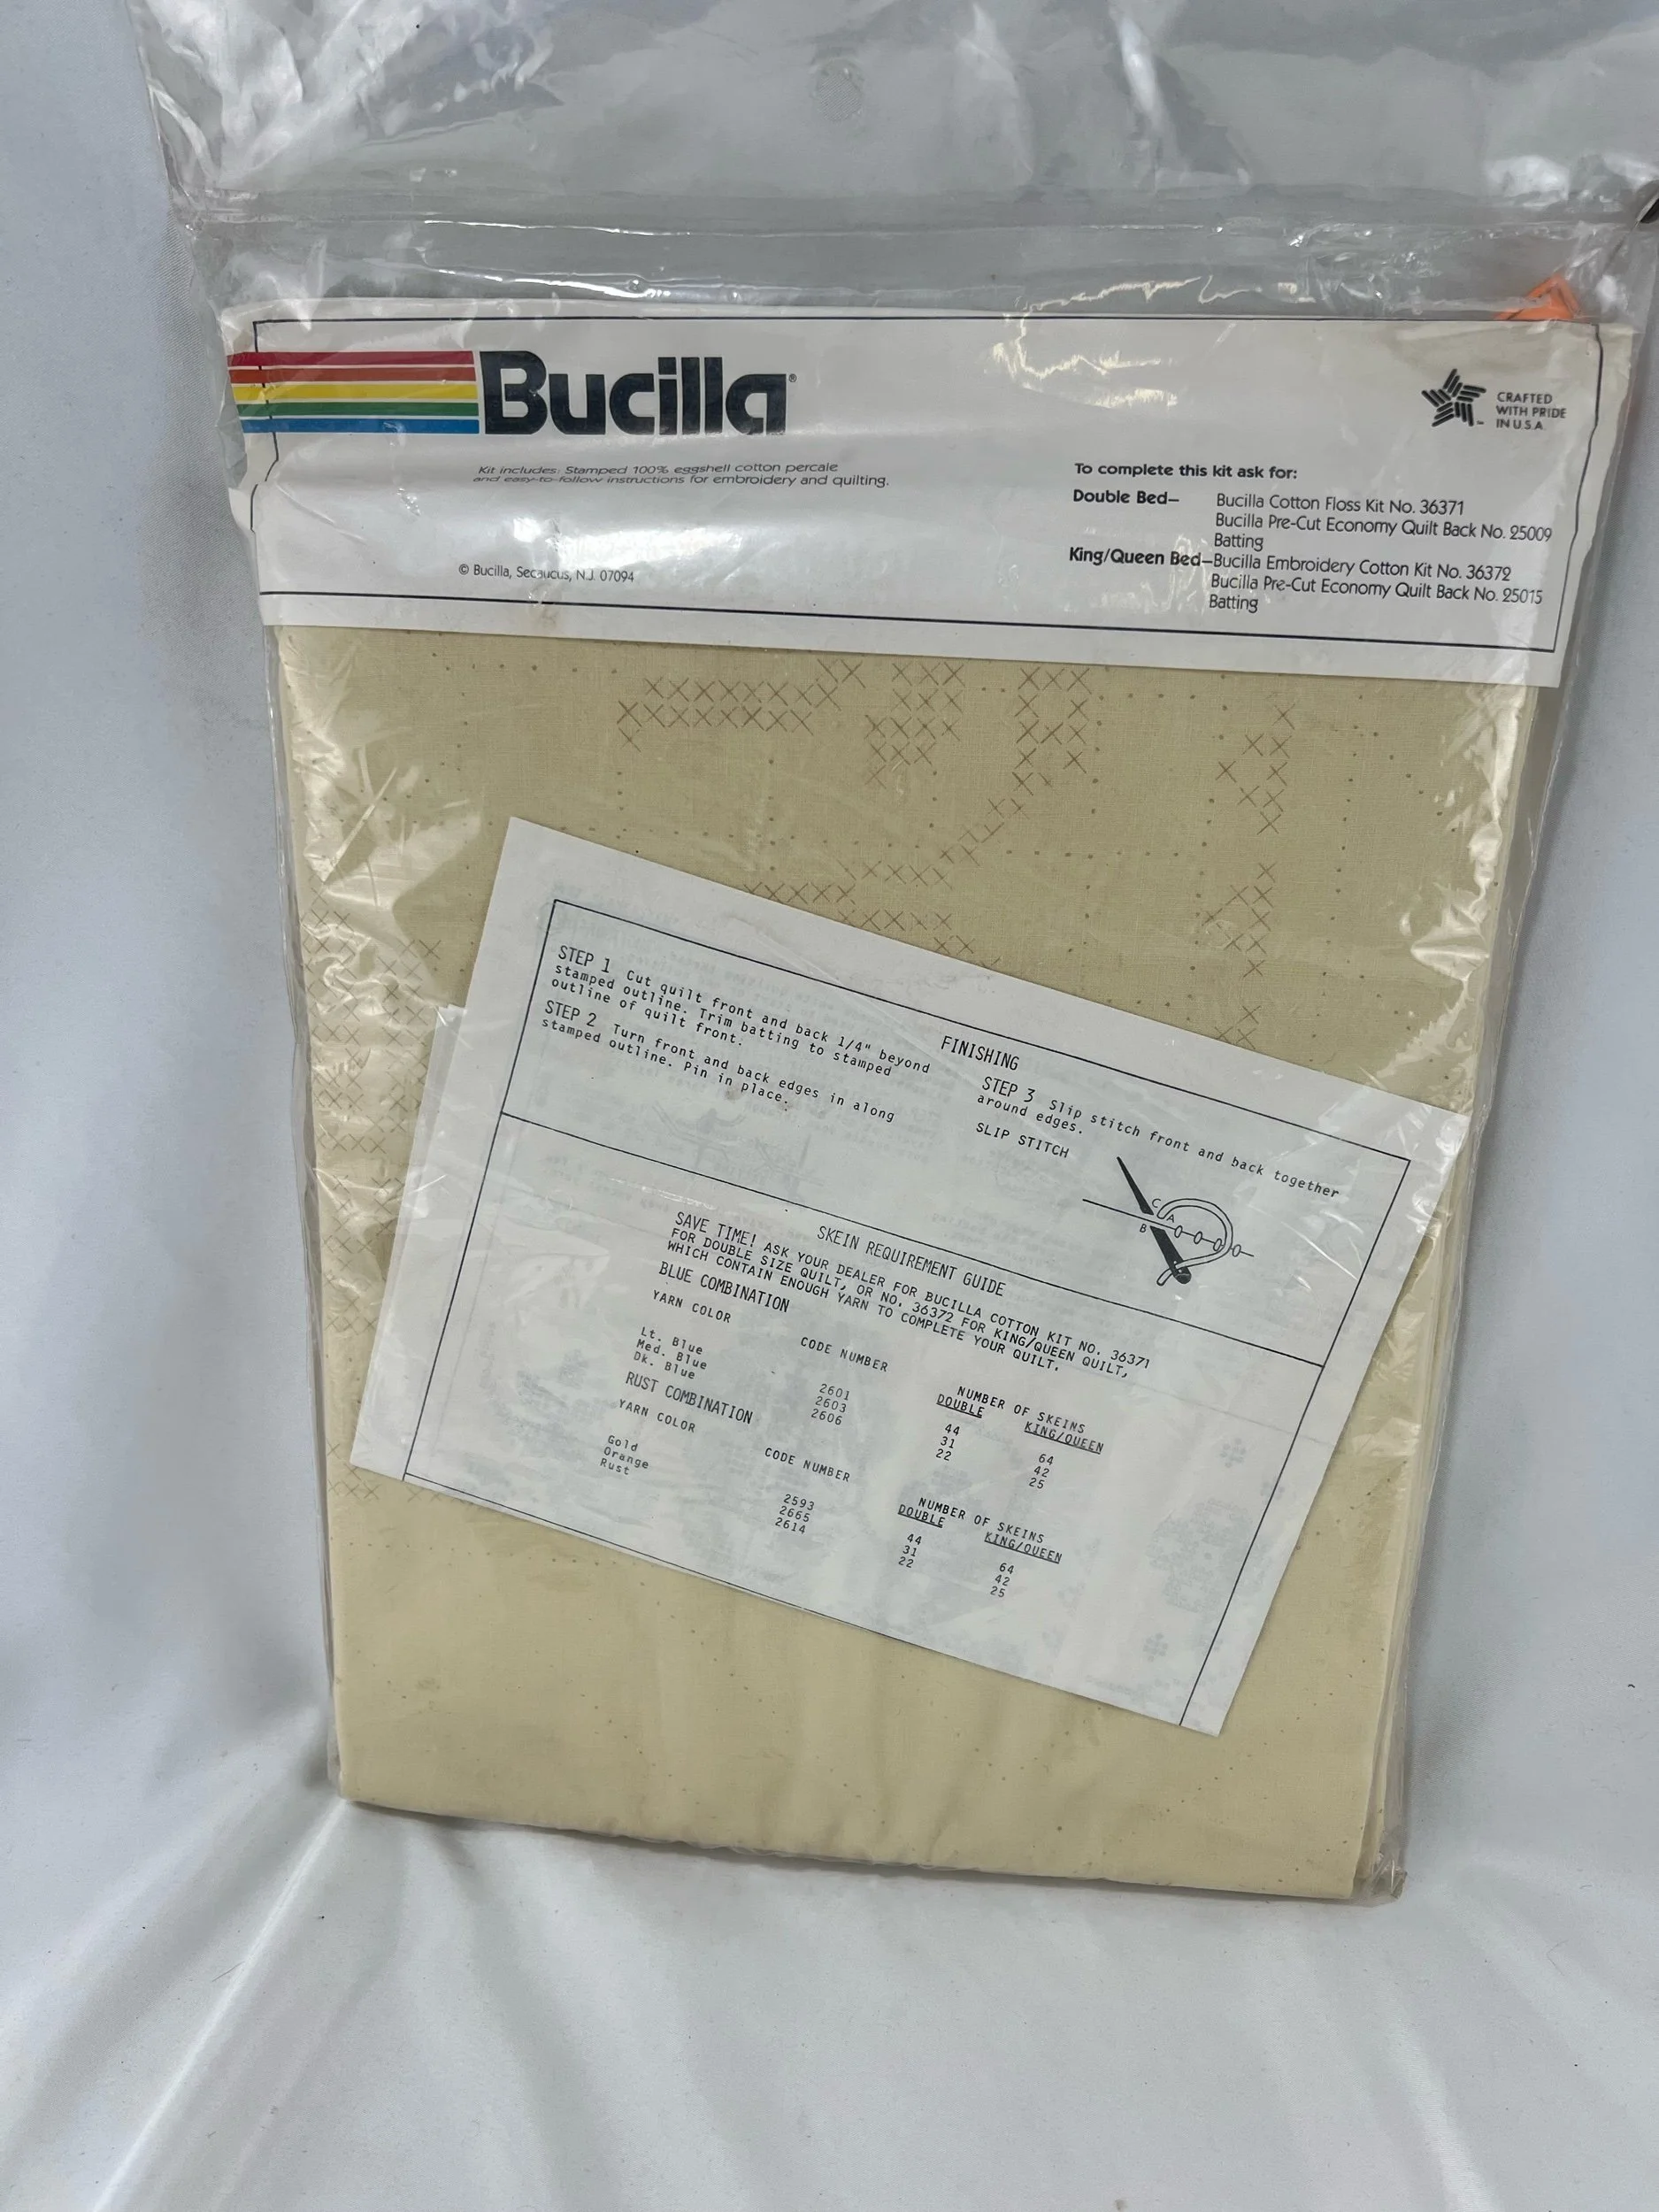 Bucilla®
CRAFTED
WITH PRIDE
IN U.S.A.
Kit includes: Stamped 100% eggshell cotton percale
and easy-to-follow instructions for embroidery and quilting.
© Bucilla, Secaucus, N.J. 07094
To complete this kit ask for:
Double Bed– Bucilla Cotton Floss Kit No. 36371
Bucilla Pre-Cut Economy Quilt Back No. 25009
Batting
King/Queen Bed–Bucilla Embroidery Cotton Kit No. 36372
Bucilla Pre-Cut Economy Quilt Back No. 25015
Batting
FINISHING
STEP 1 Cut quilt front and back 1/4" beyond
stamped outline. Trim batting to stamped
outline of quilt front.
STEP 2 Turn front and back edges in along
stamped outline. Pin in place.
STEP 3 Slip stitch front and back together
around edges.
SLIP STITCH
C
A
B
SKEIN REQUIREMENT GUIDE
SAVE TIME! ASK YOUR DEALER FOR BUCILLA COTTON KIT NO. 36371
FOR DOUBLE SIZE QUILT, OR NO. 36372 FOR KING/QUEEN QUILT,
WHICH CONTAIN ENOUGH YARN TO COMPLETE YOUR QUILT.
BLUE COMBINATION
YARN COLOR CODE NUMBER NUMBER OF SKEINS
DOUBLE KING/QUEEN
Lt. Blue 2601 44 64
Med. Blue 2603 31 42
Dk. Blue 2606 22 25
RUST COMBINATION
YARN COLOR CODE NUMBER NUMBER OF SKEINS
DOUBLE KING/QUEEN
Gold 2593 44 64
Orange 2665 31 42
Rust 2614 22 25